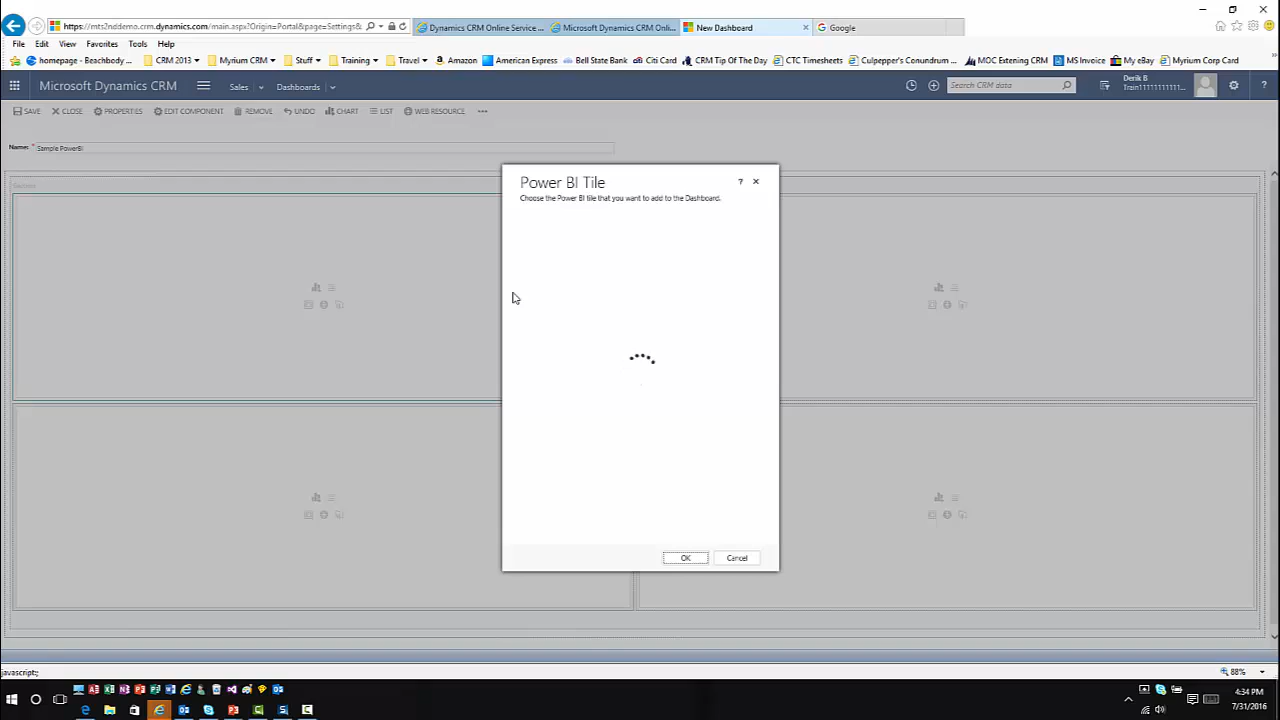 https://mts2nddemo.crm.dynamics.com/main.aspx?Origin=Portal&page=Settings&
Dynamics CRM Online Service ...
Microsoft Dynamics CRM Onli...
New Dashboard
Google
File Edit View Favorites Tools Help
homepage - Beachbody ...
CRM 2013
Myrium CRM
Stuff
Training
Travel
Amazon
American Express
Bell State Bank
Citi Card
CRM Tip Of The Day
CTC Timesheets
Culpepper's Conundrum ...
MOC Extening CRM
MS Invoice
My eBay
Myrium Corp Card
Microsoft Dynamics CRM
Sales
Dashboards
Search CRM data
Derik B
Train11111111111...
?
SAVE
CLOSE
PROPERTIES
EDIT COMPONENT
REMOVE
UNDO
CHART
LIST
WEB RESOURCE
...
Name: * Sample PowerBI
Power BI Tile
? ×
Choose the Power BI tile that you want to add to the Dashboard.
OK
Cancel
javascript:;
88%
4:34 PM
7/31/2016